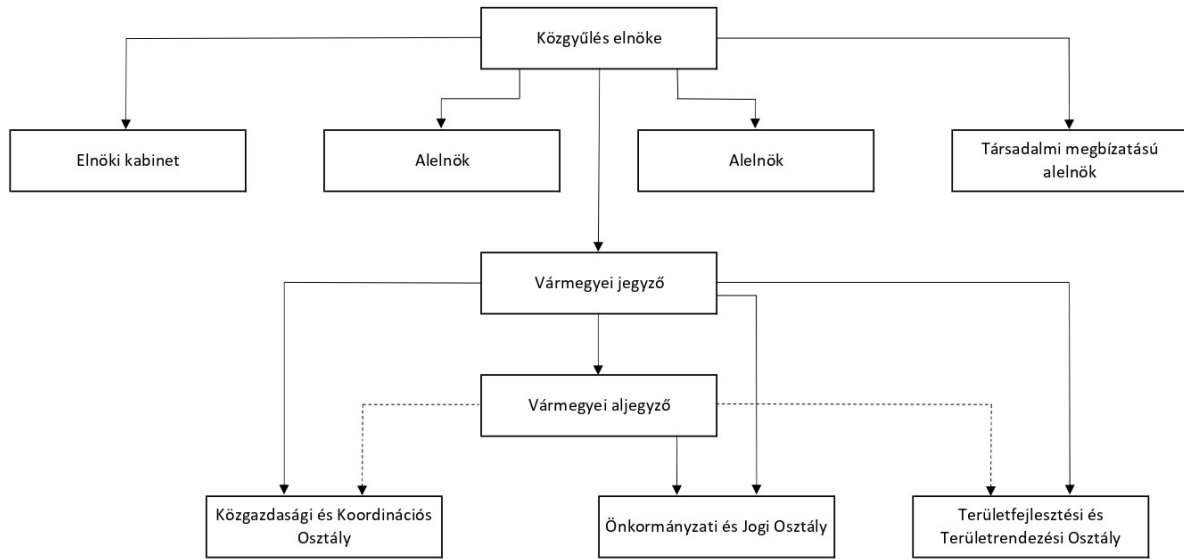 Közgyűlés elnöke
Elnöki kabinet
Alelnök
Alelnök
Társadalmi megbízatású
alelnök
Vármegyei jegyző
Vármegyei aljegyző
Közgazdasági és Koordinációs
Osztály
Önkormányzati és Jogi Osztály
Területfejlesztési és
Területrendezési Osztály